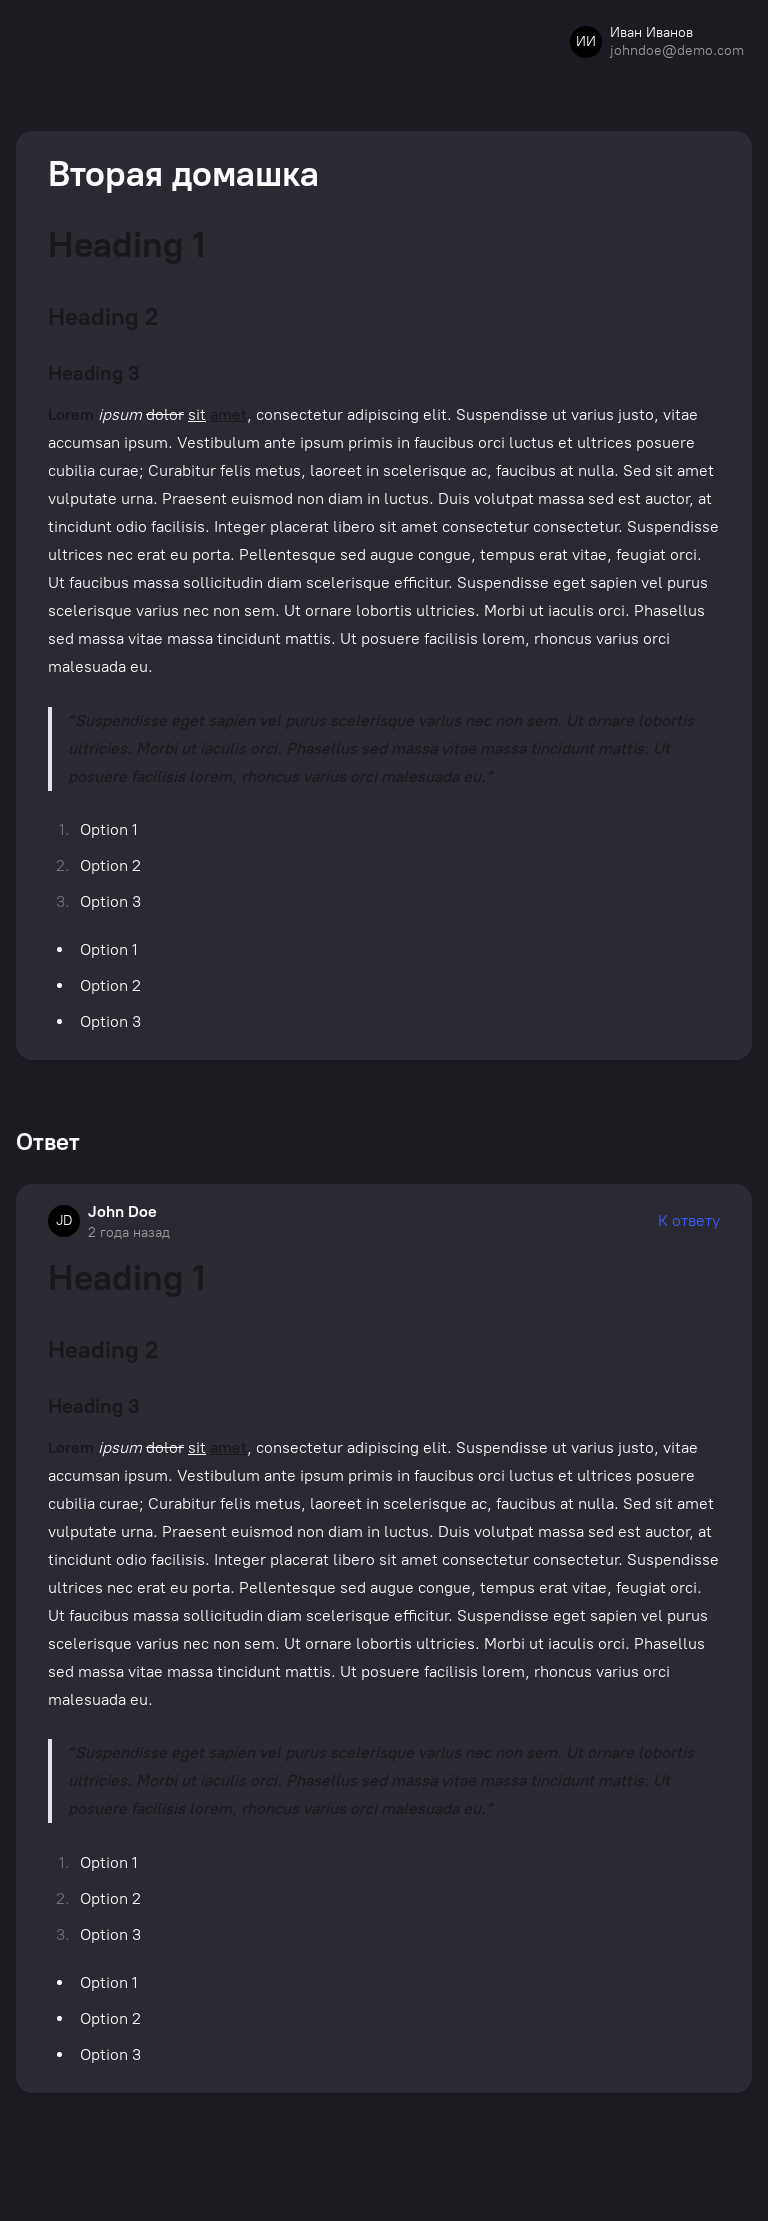 ИИ
Иван Иванов
johndoe@demo.com
Вторая домашка
Heading 1
Heading 2
Heading 3
Lorem ipsum dolor sit amet, consectetur adipiscing elit. Suspendisse ut varius justo, vitae
accumsan ipsum. Vestibulum ante ipsum primis in faucibus orci luctus et ultrices posuere
cubilia curae; Curabitur felis metus, laoreet in scelerisque ac, faucibus at nulla. Sed sit amet
vulputate urna. Praesent euismod non diam in luctus. Duis volutpat massa sed est auctor, at
tincidunt odio facilisis. Integer placerat libero sit amet consectetur consectetur. Suspendisse
ultrices nec erat eu porta. Pellentesque sed augue congue, tempus erat vitae, feugiat orci.
Ut faucibus massa sollicitudin diam scelerisque efficitur. Suspendisse eget sapien vel purus
scelerisque varius nec non sem. Ut ornare lobortis ultricies. Morbi ut iaculis orci. Phasellus
sed massa vitae massa tincidunt mattis. Ut posuere facilisis lorem, rhoncus varius orci
malesuada eu.
"Suspendisse eget sapien vel purus scelerisque varius nec non sem. Ut ornare lobortis
ultricies. Morbi ut iaculis orci. Phasellus sed massa vitae massa tincidunt mattis. Ut
posuere facilisis lorem, rhoncus varius orci malesuada eu."
1. Option 1
2. Option 2
3. Option 3
• Option 1
• Option 2
• Option 3
Ответ
JD
John Doe
2 года назад
К ответу
Heading 1
Heading 2
Heading 3
Lorem ipsum dolor sit amet, consectetur adipiscing elit. Suspendisse ut varius justo, vitae
accumsan ipsum. Vestibulum ante ipsum primis in faucibus orci luctus et ultrices posuere
cubilia curae; Curabitur felis metus, laoreet in scelerisque ac, faucibus at nulla. Sed sit amet
vulputate urna. Praesent euismod non diam in luctus. Duis volutpat massa sed est auctor, at
tincidunt odio facilisis. Integer placerat libero sit amet consectetur consectetur. Suspendisse
ultrices nec erat eu porta. Pellentesque sed augue congue, tempus erat vitae, feugiat orci.
Ut faucibus massa sollicitudin diam scelerisque efficitur. Suspendisse eget sapien vel purus
scelerisque varius nec non sem. Ut ornare lobortis ultricies. Morbi ut iaculis orci. Phasellus
sed massa vitae massa tincidunt mattis. Ut posuere facilisis lorem, rhoncus varius orci
malesuada eu.
"Suspendisse eget sapien vel purus scelerisque varius nec non sem. Ut ornare lobortis
ultricies. Morbi ut iaculis orci. Phasellus sed massa vitae massa tincidunt mattis. Ut
posuere facilisis lorem, rhoncus varius orci malesuada eu."
1. Option 1
2. Option 2
3. Option 3
• Option 1
• Option 2
• Option 3